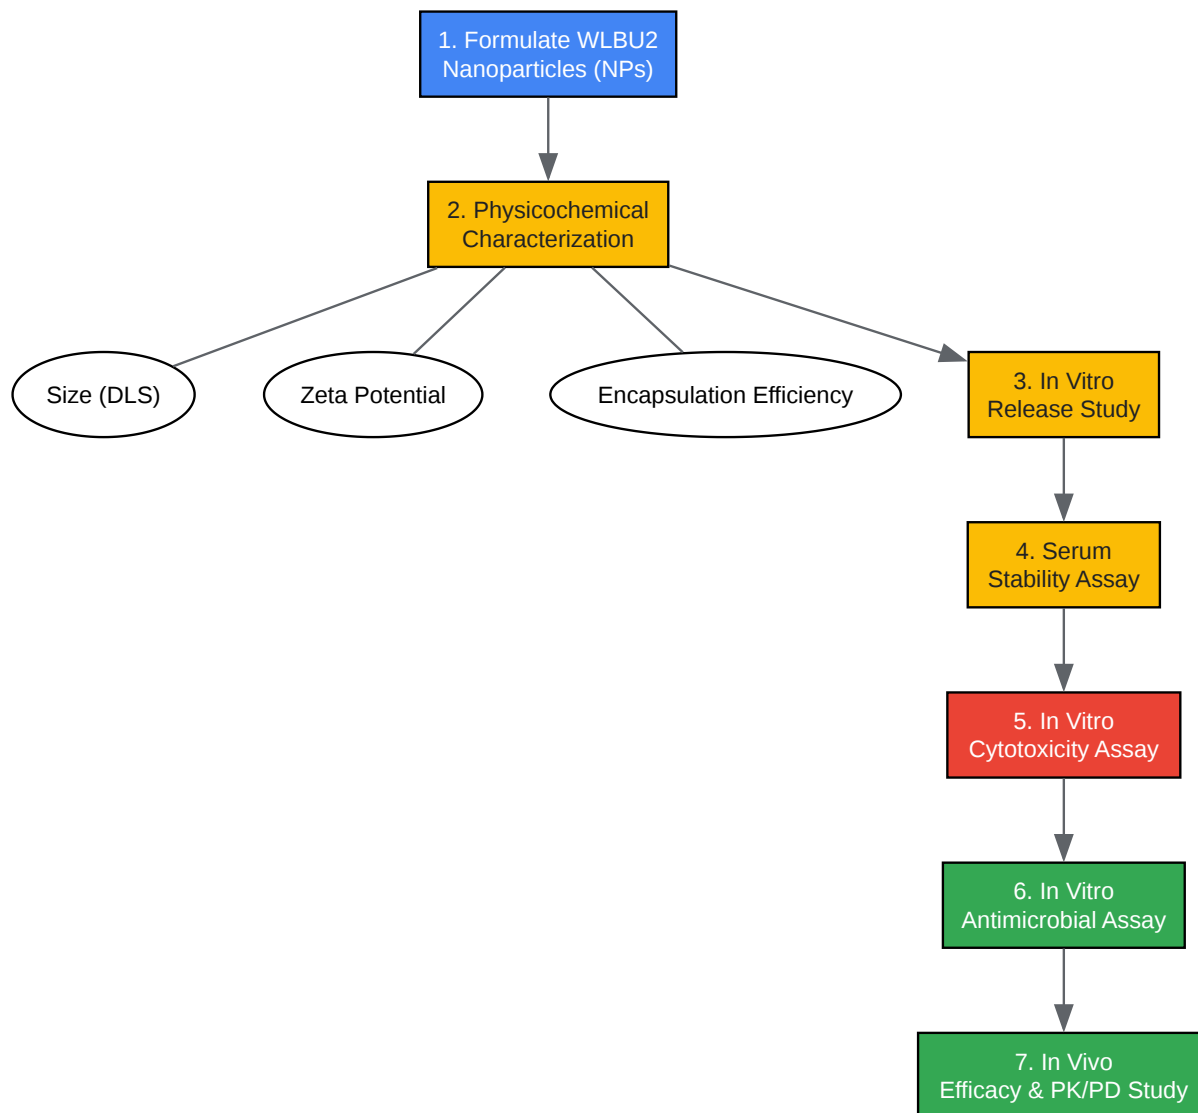 1. Formulate WLBU2
Nanoparticles (NPs)
2. Physicochemical
Characterization
Size (DLS)
Zeta Potential
Encapsulation Efficiency
3. In Vitro
Release Study
4. Serum
Stability Assay
5. In Vitro
Cytotoxicity Assay
6. In Vitro
Antimicrobial Assay
7. In Vivo
Efficacy & PK/PD Study